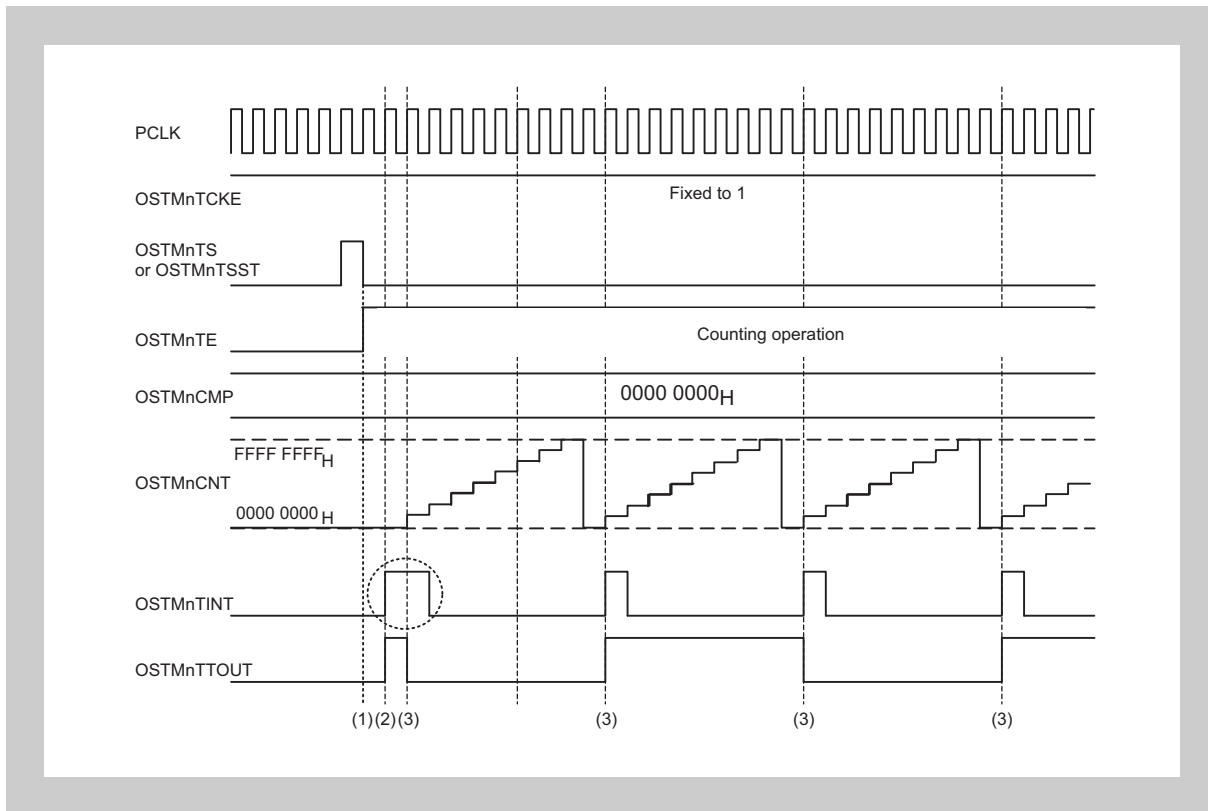 PCLK
OSTMnTCKE
Fixed to 1
OSTMnTS
or OSTMnTSST
OSTMnTE
Counting operation
OSTMnCMP
0000 0000H
FFFF FFFFH
OSTMnCNT
0000 0000H
OSTMnTINT
OSTMnTTOUT
(1) (2) (3) (3) (3) (3)